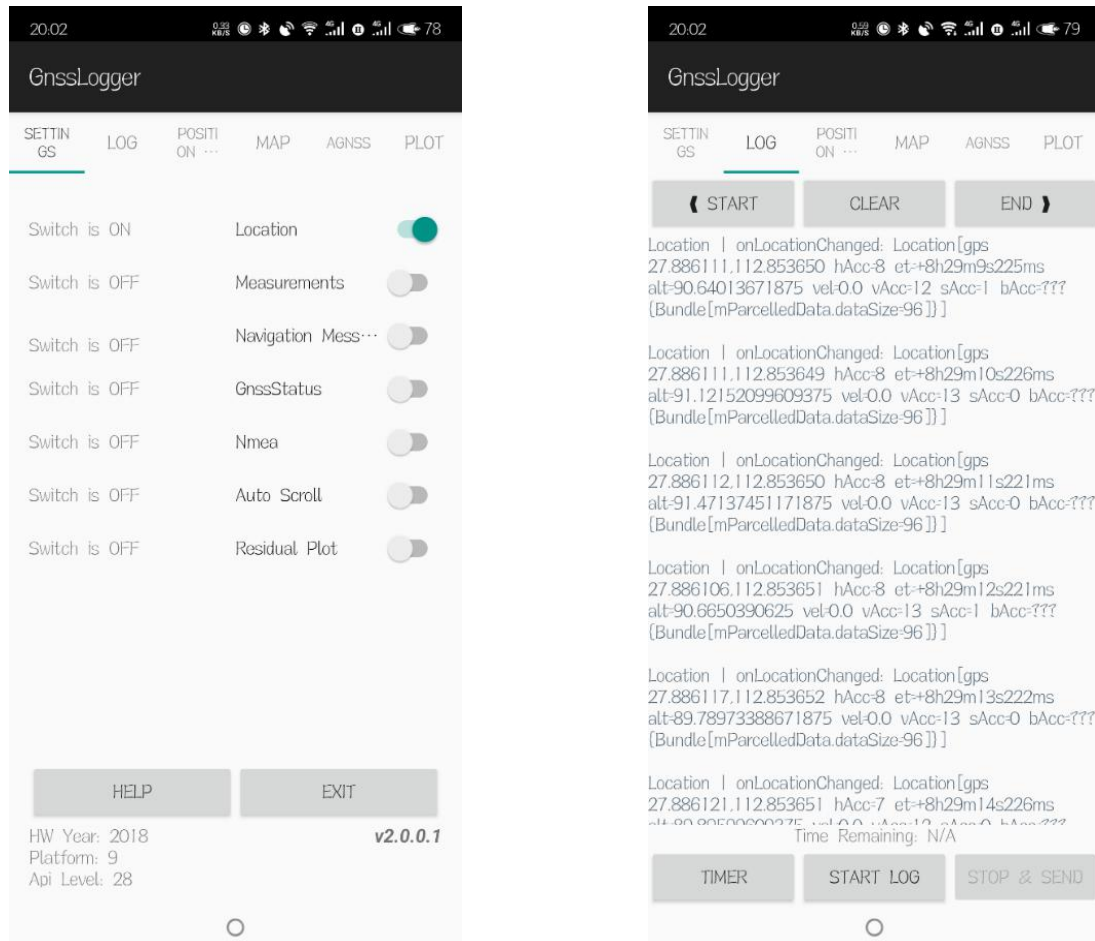 20:02
0.33 KB/S 4G 4G 78
GnssLogger
SETTIN
GS
LOG
POSITI
ON ...
MAP
AGNSS
PLOT
Switch is ON Location
Switch is OFF Measurements
Switch is OFF Navigation Mess...
Switch is OFF GnssStatus
Switch is OFF Nmea
Switch is OFF Auto Scroll
Switch is OFF Residual Plot
HELP EXIT
HW Year: 2018 v2.0.0.1
Platform: 9
Api Level: 28
20:02
0.59 KB/S 4G 4G 79
GnssLogger
SETTIN
GS
LOG
POSITI
ON ...
MAP
AGNSS
PLOT
❰ START CLEAR END ❱
Location | onLocationChanged: Location[gps
27.886111,112.853650 hAcc=8 et=+8h29m9s225ms
alt=90.64013671875 vel=0.0 vAcc=12 sAcc=1 bAcc=???
{Bundle[mParcelledData.dataSize=96]}]
Location | onLocationChanged: Location[gps
27.886111,112.853649 hAcc=8 et=+8h29m10s226ms
alt=91.12152099609375 vel=0.0 vAcc=13 sAcc=0 bAcc=???
{Bundle[mParcelledData.dataSize=96]}]
Location | onLocationChanged: Location[gps
27.886112,112.853650 hAcc=8 et=+8h29m11s221ms
alt=91.47137451171875 vel=0.0 vAcc=13 sAcc=0 bAcc=???
{Bundle[mParcelledData.dataSize=96]}]
Location | onLocationChanged: Location[gps
27.886106,112.853651 hAcc=8 et=+8h29m12s221ms
alt=90.6650390625 vel=0.0 vAcc=13 sAcc=1 bAcc=???
{Bundle[mParcelledData.dataSize=96]}]
Location | onLocationChanged: Location[gps
27.886117,112.853652 hAcc=8 et=+8h29m13s222ms
alt=89.78973388671875 vel=0.0 vAcc=13 sAcc=0 bAcc=???
{Bundle[mParcelledData.dataSize=96]}]
Location | onLocationChanged: Location[gps
27.886121,112.853651 hAcc=7 et=+8h29m14s226ms
Time Remaining: N/A
TIMER START LOG STOP & SEND